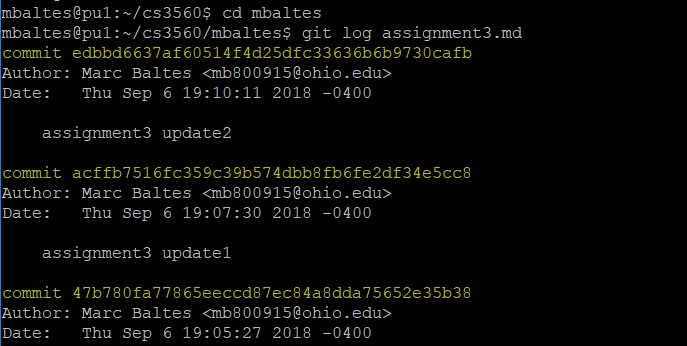 mbaltes@pu1:~/cs3560$ cd mbaltes
mbaltes@pu1:~/cs3560/mbaltes$ git log assignment3.md
commit edbbd6637af60514f4d25dfc33636b6b9730cafb
Author: Marc Baltes <mb800915@ohio.edu>
Date:   Thu Sep 6 19:10:11 2018 -0400
    assignment3 update2
commit acffb7516fc359c39b574dbb8fb6fe2df34e5cc8
Author: Marc Baltes <mb800915@ohio.edu>
Date:   Thu Sep 6 19:07:30 2018 -0400
    assignment3 update1
commit 47b780fa77865eeccd87ec84a8dda75652e35b38
Author: Marc Baltes <mb800915@ohio.edu>
Date:   Thu Sep 6 19:05:27 2018 -0400